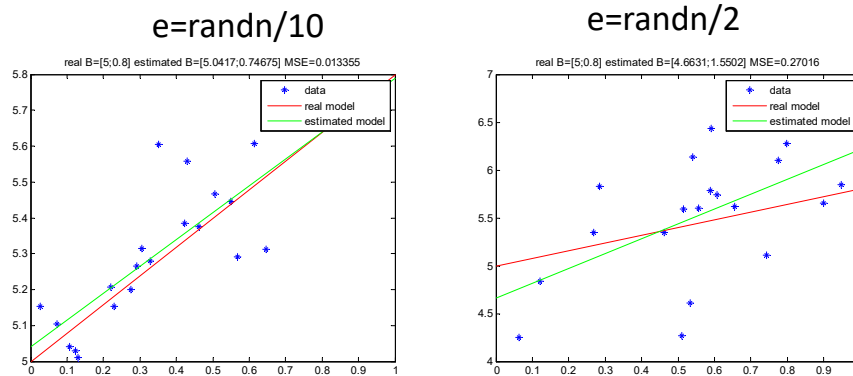 e=randn/10
e=randn/2
real B=[5;0.8] estimated B=[5.0417;0.74675] MSE=0.013355
5.8
5.7
5.6
5.5
5.4
5.3
5.2
5.1
5
0 0.1 0.2 0.3 0.4 0.5 0.6 0.7 0.8 0.9 1
data
real model
estimated model
real B=[5;0.8] estimated B=[4.6631;1.5502] MSE=0.27016
7
6.5
6
5.5
5
4.5
4
0 0.1 0.2 0.3 0.4 0.5 0.6 0.7 0.8 0.9
data
real model
estimated model